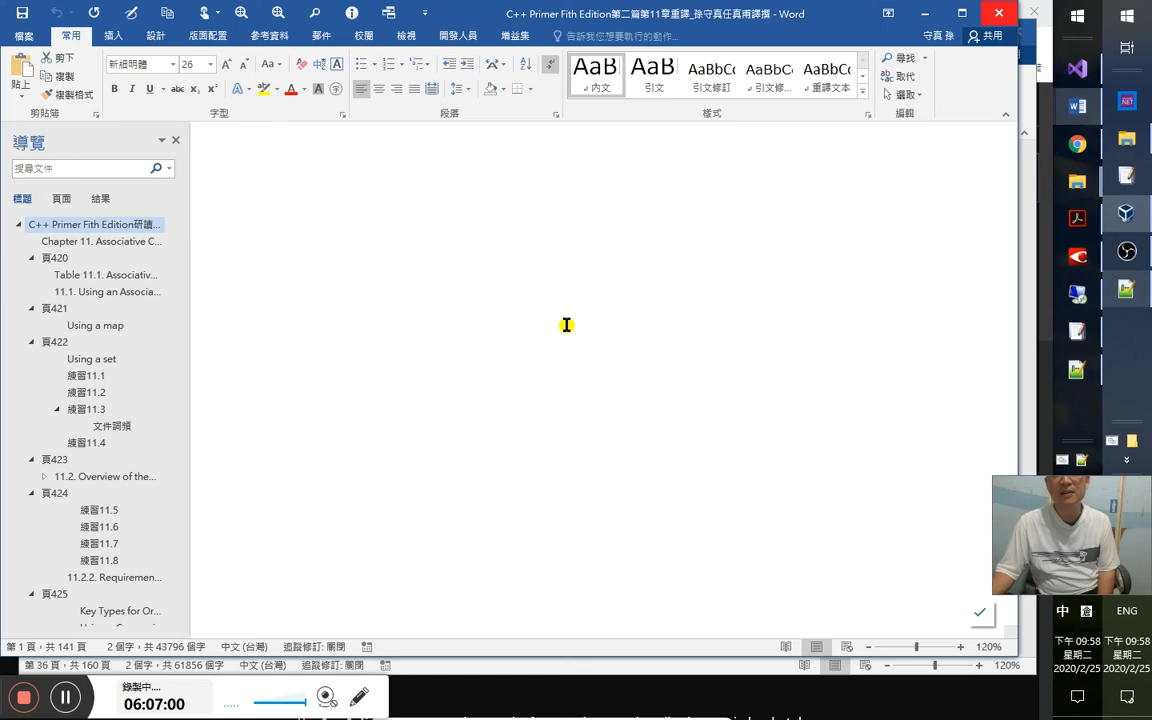 C++ Primer Fith Edition第二篇第11章重譯_孫守真任真甫譯撰 - Word
檔案 常用 插入 設計 版面配置 參考資料 郵件 校閱 檢視 開發人員 增益集 告訴我您想要執行的動作... 守真 孫 共用
貼上
剪下
複製
複製格式
剪貼簿
新細明體 26
字型
段落
AaB
內文
AaB
引文
AaBbCc
引文修訂
AaBbCc
引文修...
AaBbCc
重譯本文
樣式
尋找
取代
選取
編輯
導覽
搜尋文件
標題 頁面 結果
C++ Primer Fith Edition研讀...
Chapter 11. Associative C...
頁420
Table 11.1. Associativ...
11.1. Using an Associa...
頁421
Using a map
頁422
Using a set
練習11.1
練習11.2
練習11.3
文件詞頻
練習11.4
頁423
11.2. Overview of the...
頁424
練習11.5
練習11.6
練習11.7
練習11.8
11.2.2. Requiremen...
頁425
Key Types for Or...
第 1 頁，共 141 頁 2 個字，共 43796 個字 中文 (台灣) 追蹤修訂: 關閉 120%
第 36 頁，共 160 頁 2 個字，共 61856 個字 中文 (台灣) 追蹤修訂: 關閉 120%
錄製中....
06:07:00
中 倉 ENG
下午 09:58
星期二
2020/2/25
下午 09:58
星期二
2020/2/25